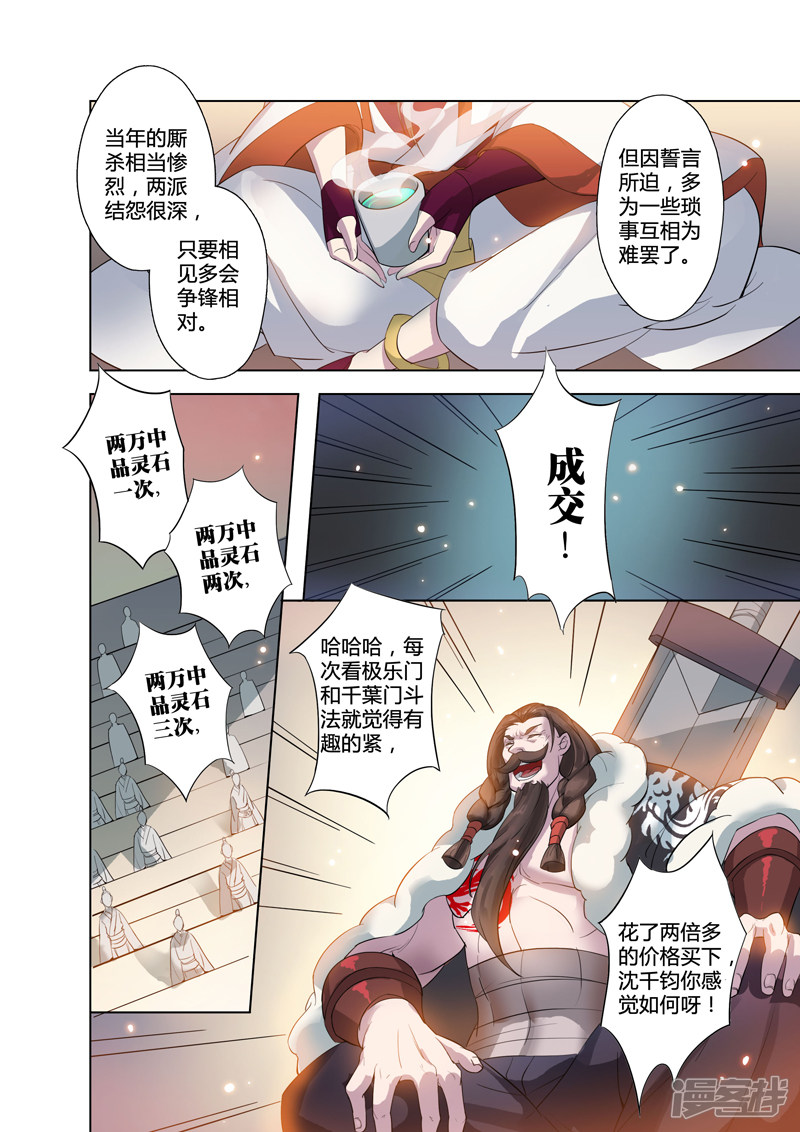 当年的厮
杀相当惨
烈，两派
结怨很深，
只要相
见多会
争锋相
对。
但因誓言
所迫，多
为一些琐
事互相为
难罢了。
两万中
品灵石
一次，
两万中
品灵石
两次，
两万中
品灵石
三次，
成交！
哈哈哈，每
次看极乐门
和千葉门斗
法就觉得有
趣的紧，
花了两倍多
的价格买下，
沈千钧你感
觉如何呀！
漫客栈